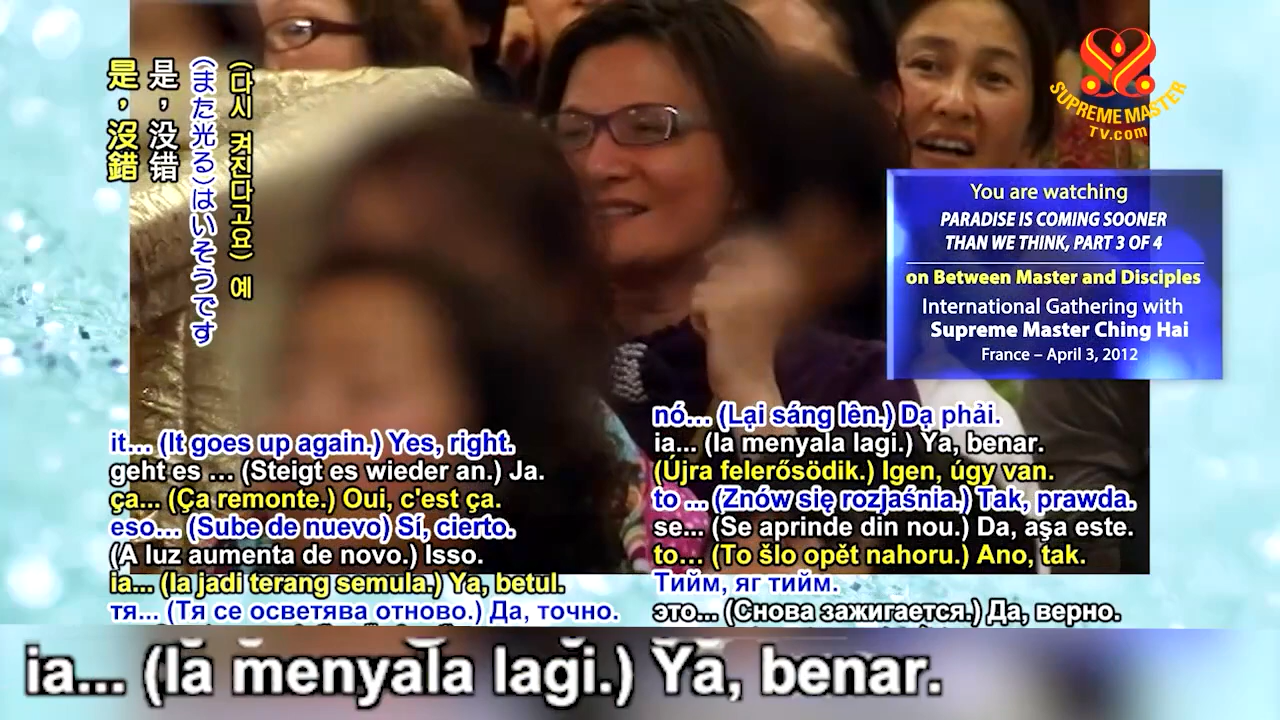 SUPREME MASTER
TV.com
You are watching
PARADISE IS COMING SOONER
THAN WE THINK, PART 3 OF 4
on Between Master and Disciples
International Gathering with
Supreme Master Ching Hai
France – April 3, 2012
(다시 켜진다고요) 예
(また光る)はいそうです
是，没错
是，沒錯
it... (It goes up again.) Yes, right.
geht es ... (Steigt es wieder an.) Ja.
ça... (Ça remonte.) Oui, c'est ça.
eso... (Sube de nuevo) Sí, cierto.
(A luz aumenta de novo.) Isso.
ia... (Ia jadi terang semula.) Ya, betul.
тя... (Тя се осветява отново.) Да, точно.
nó... (Lại sáng lên.) Dạ phải.
ia... (Ia menyala lagi.) Ya, benar.
(Újra felerősödik.) Igen, úgy van.
to ... (Znów się rozjaśnia.) Tak, prawda.
se... (Se aprinde din nou.) Da, aşa este.
to... (To šlo opět nahoru.) Ano, tak.
Тийм, яг тийм.
это... (Снова зажигается.) Да, верно.
ia... (Ia menyala lagi.) Ya, benar.